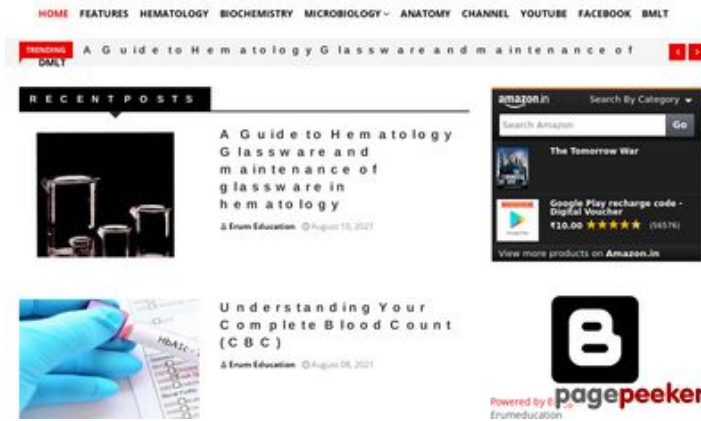 HOME FEATURES HEMATOLOGY BIOCHEMISTRY MICROBIOLOGY ANATOMY CHANNEL YOUTUBE FACEBOOK BMLT
TRENDING A Guide to Hematology Glassware and maintenance of
DMLT
RECENT POSTS
A Guide to Hematology
Glassware and
maintenance of
glassware in
hematology
Erum Education August 10, 2021
Understanding Your
Complete Blood Count
(CBC)
Erum Education August 08, 2021
HbA1c
amazon.in Search By Category
Search Amazon Go
The Tomorrow War
Google Play recharge code -
Digital Voucher
₹10.00 (56576)
View more products on Amazon.in
Powered by
pagepeeker
Erumeducation